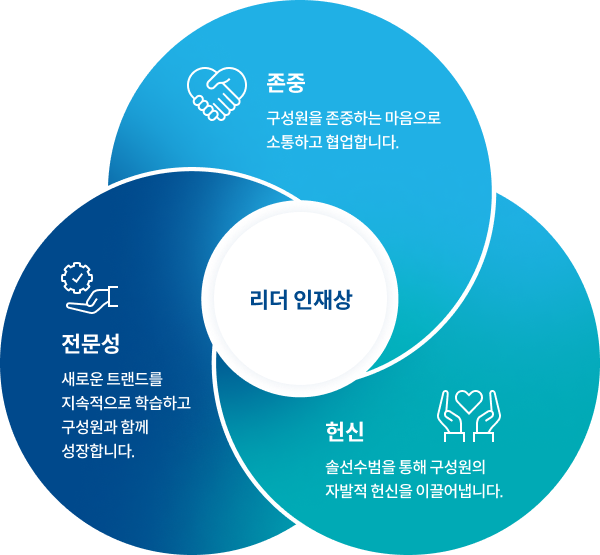 존중
구성원을 존중하는 마음으로
소통하고 협업합니다.
리더 인재상
전문성
새로운 트랜드를
지속적으로 학습하고
구성원과 함께
성장합니다.
헌신
솔선수범을 통해 구성원의
자발적 헌신을 이끌어냅니다.